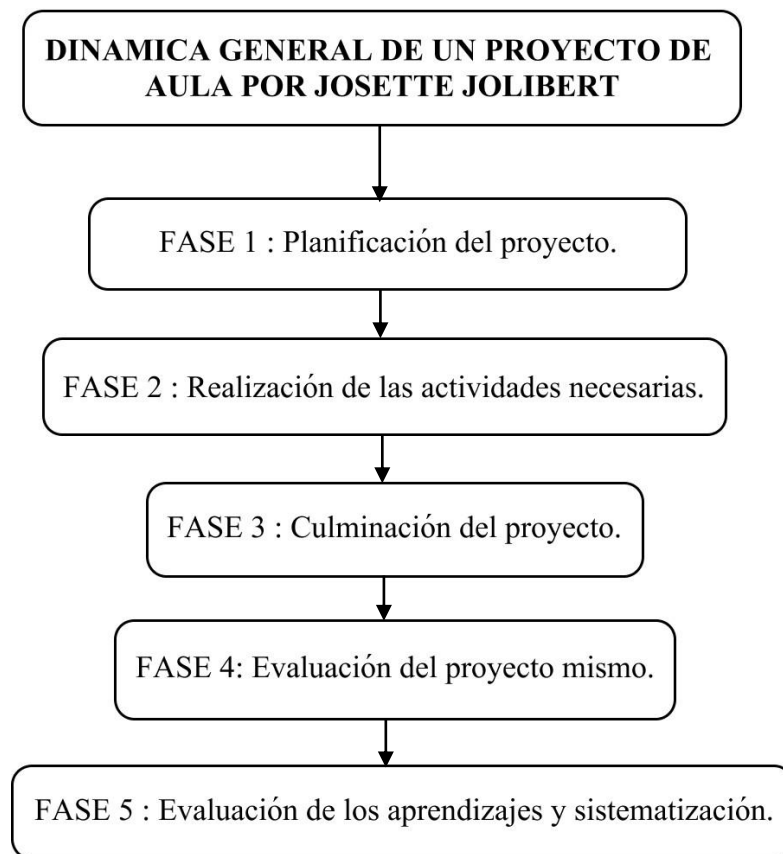 DINAMICA GENERAL DE UN PROYECTO DE
AULA POR JOSETTE JOLIBERT
FASE 1 : Planificación del proyecto.
FASE 2 : Realización de las actividades necesarias.
FASE 3 : Culminación del proyecto.
FASE 4: Evaluación del proyecto mismo.
FASE 5 : Evaluación de los aprendizajes y sistematización.